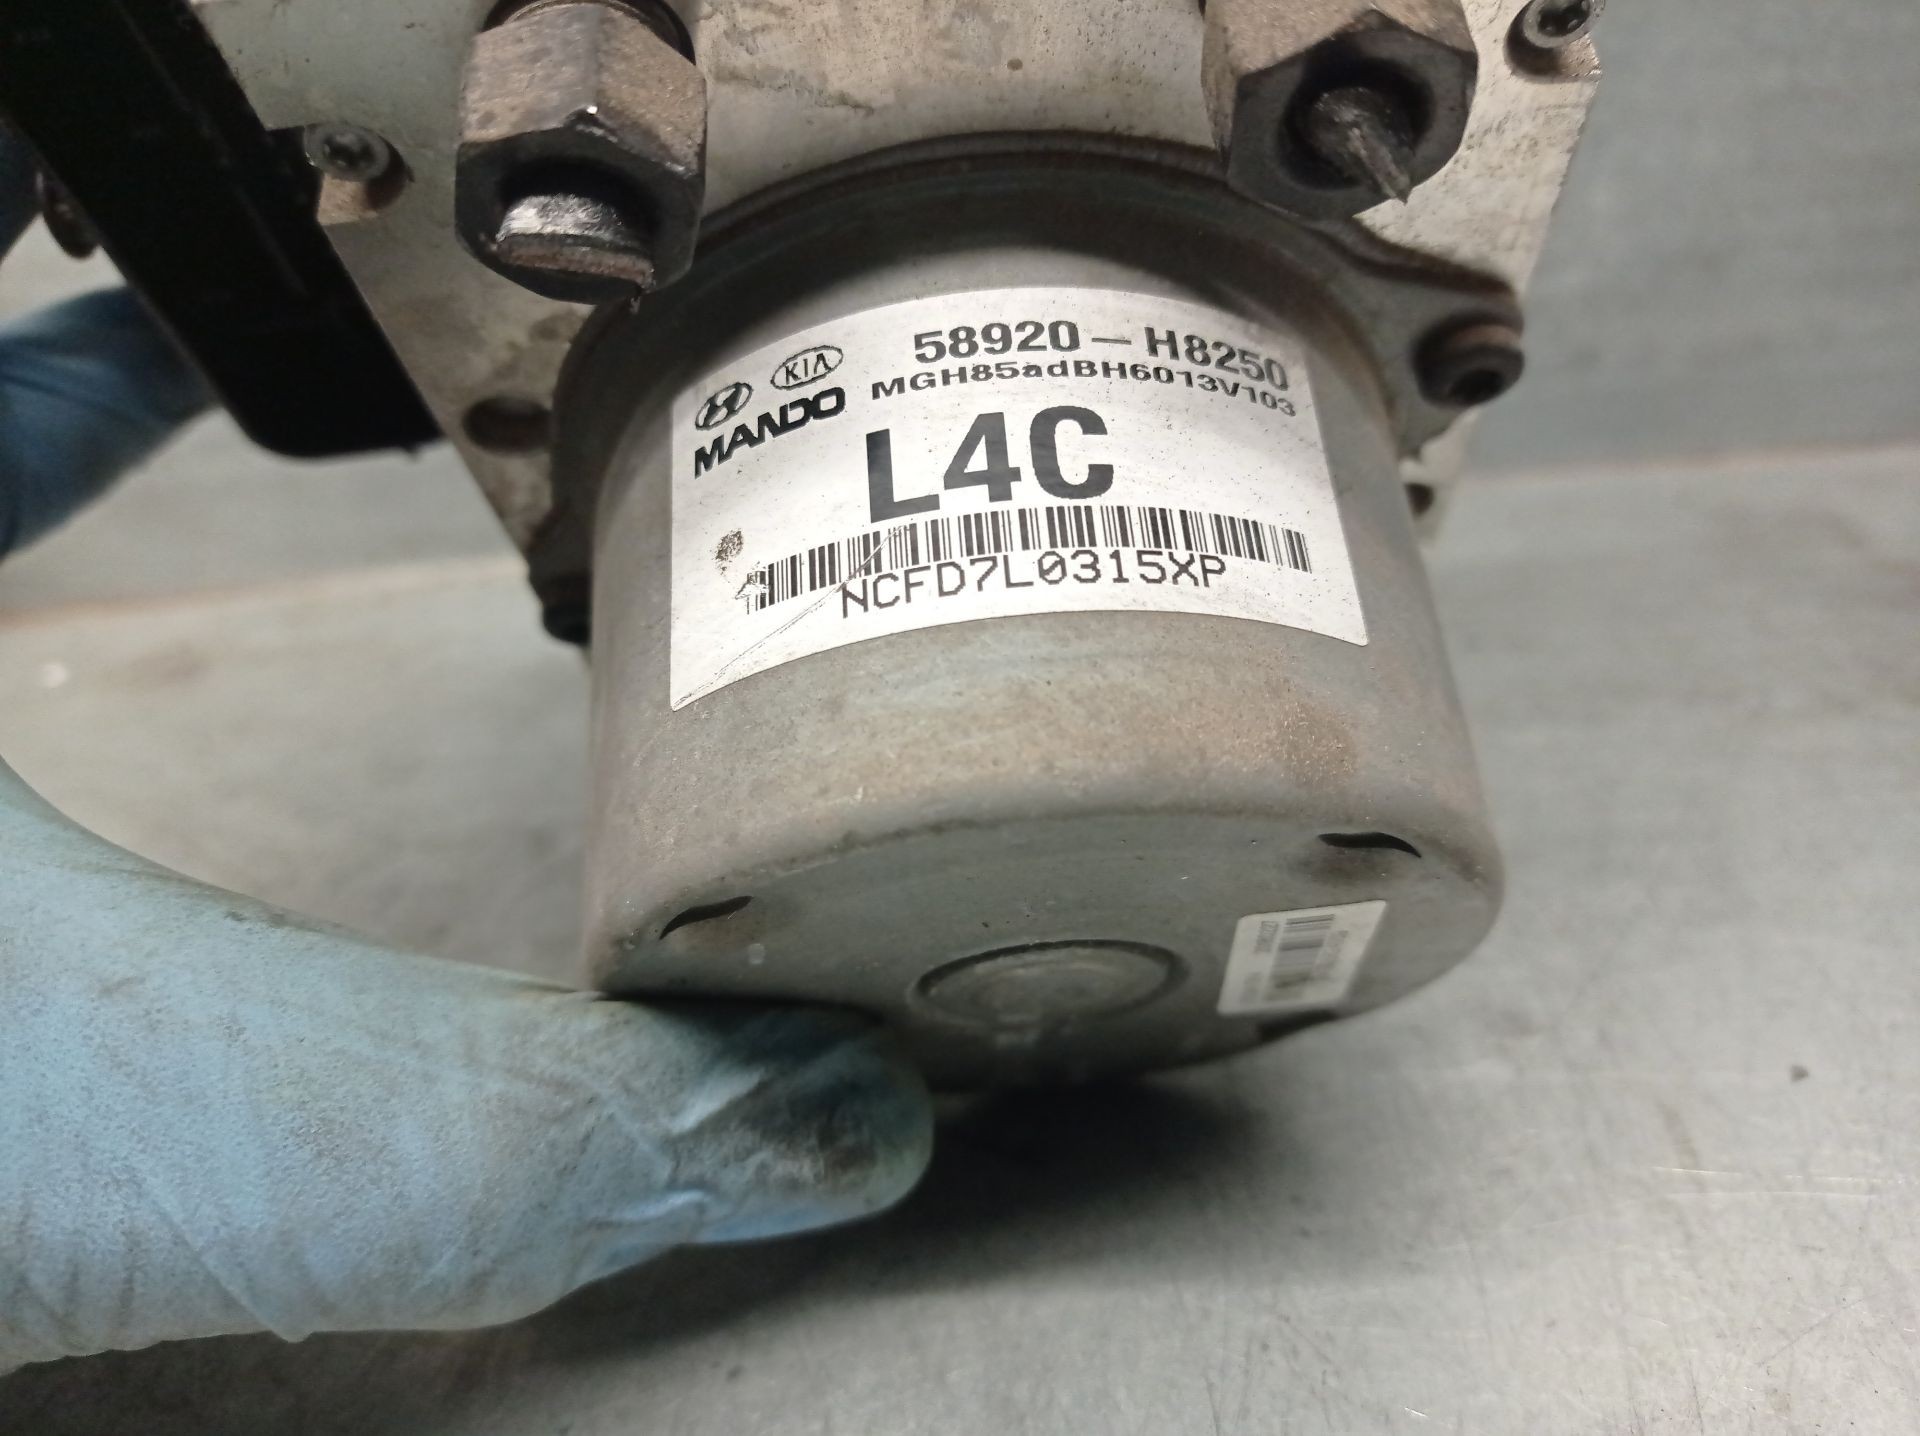 KIA
58920-H8250
MANDO
MGH85adBH6013V103
L4C
NCFD7L0315XP